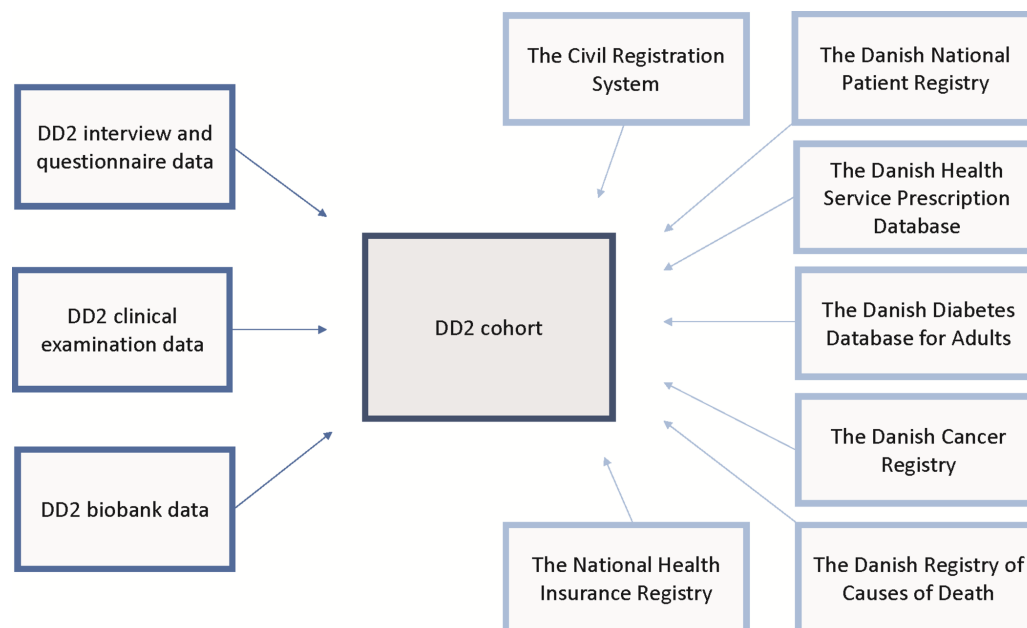 DD2 interview and
questionnaire data
DD2 clinical
examination data
DD2 biobank data
DD2 cohort
The Civil Registration
System
The National Health
Insurance Registry
The Danish National
Patient Registry
The Danish Health
Service Prescription
Database
The Danish Diabetes
Database for Adults
The Danish Cancer
Registry
The Danish Registry of
Causes of Death